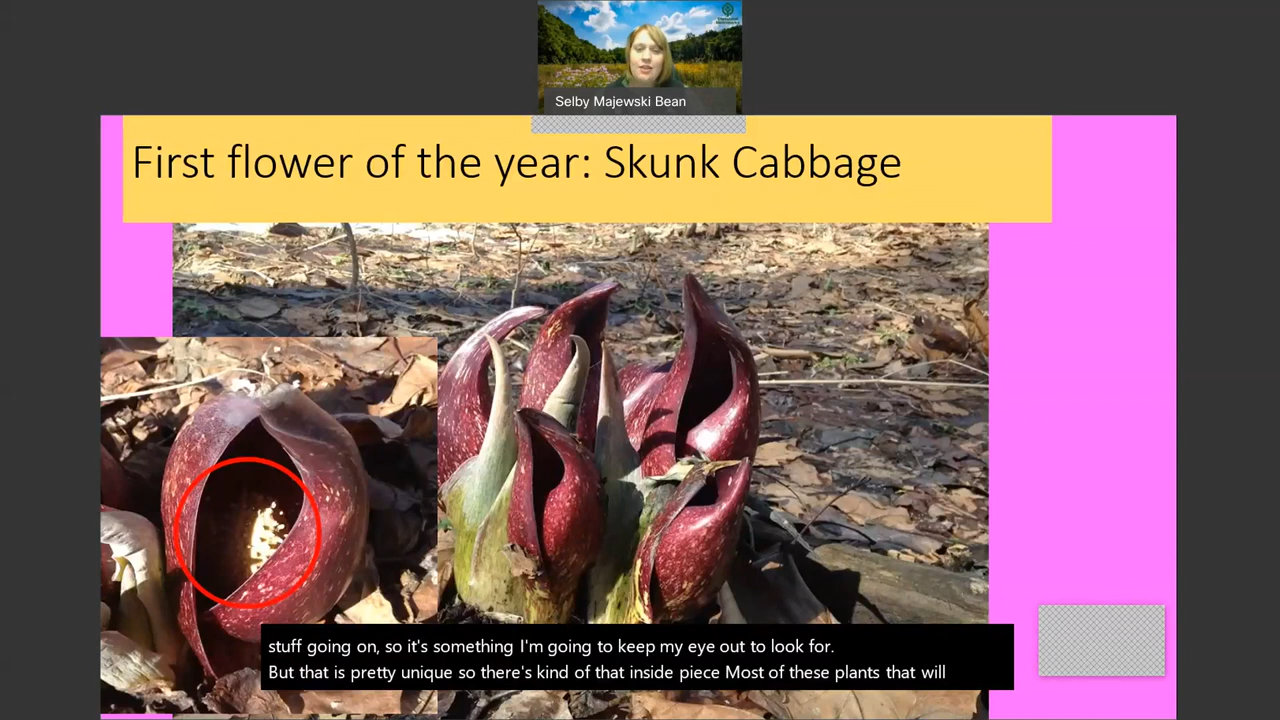 Selby Majewski Bean
First flower of the year: Skunk Cabbage
stuff going on, so it's something I'm going to keep my eye out to look for.
But that is pretty unique so there's kind of that inside piece Most of these plants that will